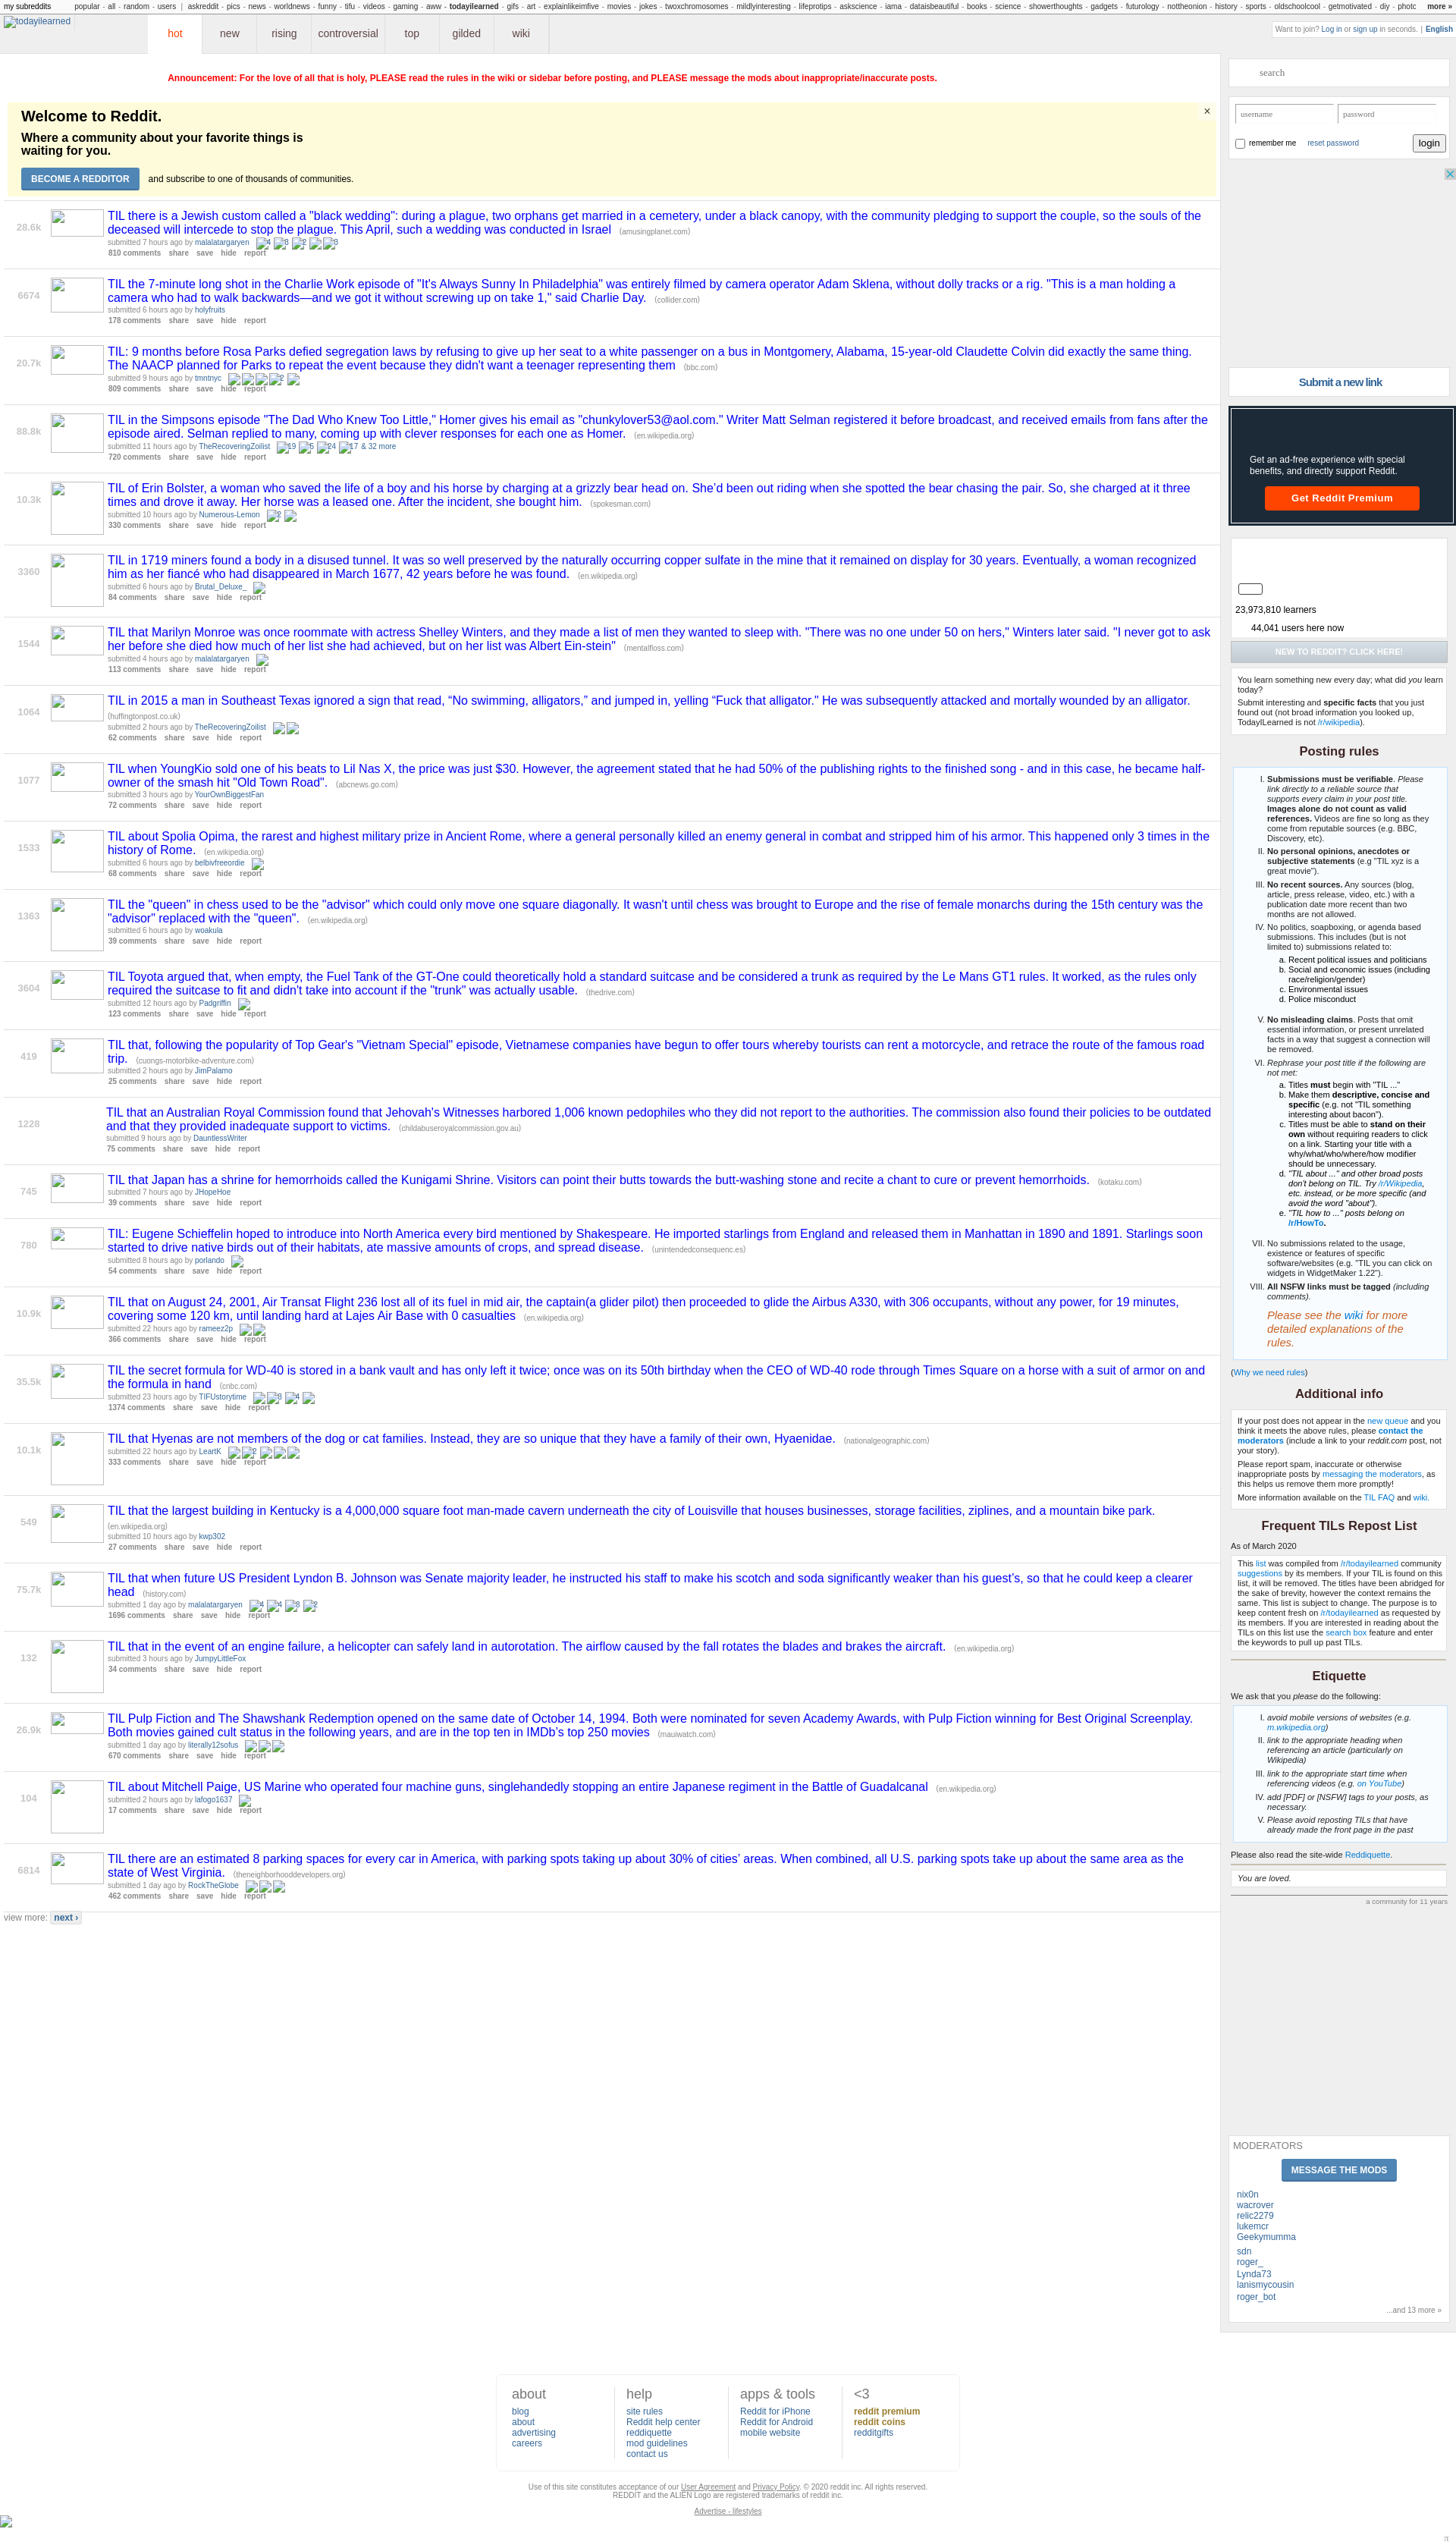 my subreddits popular - all - random - users | askreddit - pics - news - worldnews - funny - tifu - videos - gaming - aww - todayilearned - gifs - art - explainlikeimfive - movies - jokes - twoxchromosomes - mildlyinteresting - lifeprotips - askscience - iama - dataisbeautiful - books - science - showerthoughts - gadgets - futurology - nottheonion - history - sports - oldschoolcool - getmotivated - diy - photo more »
todayilearned
hot new rising controversial top gilded wiki
Want to join? Log in or sign up in seconds. | English
Announcement: For the love of all that is holy, PLEASE read the rules in the wiki or sidebar before posting, and PLEASE message the mods about inappropriate/inaccurate posts.
Welcome to Reddit.
Where a community about your favorite things is
waiting for you.
BECOME A REDDITOR and subscribe to one of thousands of communities.
×
28.6k
TIL there is a Jewish custom called a "black wedding": during a plague, two orphans get married in a cemetery, under a black canopy, with the community pledging to support the couple, so the souls of the
deceased will intercede to stop the plague. This April, such a wedding was conducted in Israel (amusingplanet.com)
submitted 7 hours ago by malalatargaryen 4 3 2 3
810 comments share save hide report
6674
TIL the 7-minute long shot in the Charlie Work episode of "It's Always Sunny In Philadelphia" was entirely filmed by camera operator Adam Sklena, without dolly tracks or a rig. "This is a man holding a
camera who had to walk backwards—and we got it without screwing up on take 1," said Charlie Day. (collider.com)
submitted 6 hours ago by holyfruits
178 comments share save hide report
20.7k
TIL: 9 months before Rosa Parks defied segregation laws by refusing to give up her seat to a white passenger on a bus in Montgomery, Alabama, 15-year-old Claudette Colvin did exactly the same thing.
The NAACP planned for Parks to repeat the event because they didn't want a teenager representing them (bbc.com)
submitted 9 hours ago by tmntnyc 2
809 comments share save hide report
88.8k
TIL in the Simpsons episode "The Dad Who Knew Too Little," Homer gives his email as "chunkylover53@aol.com." Writer Matt Selman registered it before broadcast, and received emails from fans after the
episode aired. Selman replied to many, coming up with clever responses for each one as Homer. (en.wikipedia.org)
submitted 11 hours ago by TheRecoveringZoilist 19 5 24 17 & 32 more
720 comments share save hide report
10.3k
TIL of Erin Bolster, a woman who saved the life of a boy and his horse by charging at a grizzly bear head on. She'd been out riding when she spotted the bear chasing the pair. So, she charged at it three
times and drove it away. Her horse was a leased one. After the incident, she bought him. (spokesman.com)
submitted 10 hours ago by Numerous-Lemon 2
330 comments share save hide report
3360
TIL in 1719 miners found a body in a disused tunnel. It was so well preserved by the naturally occurring copper sulfate in the mine that it remained on display for 30 years. Eventually, a woman recognized
him as her fiancé who had disappeared in March 1677, 42 years before he was found. (en.wikipedia.org)
submitted 6 hours ago by Brutal_Deluxe_
84 comments share save hide report
1544
TIL that Marilyn Monroe was once roommate with actress Shelley Winters, and they made a list of men they wanted to sleep with. "There was no one under 50 on hers," Winters later said. "I never got to ask
her before she died how much of her list she had achieved, but on her list was Albert Ein-stein" (mentalfloss.com)
submitted 4 hours ago by malalatargaryen
113 comments share save hide report
1064
TIL in 2015 a man in Southeast Texas ignored a sign that read, “No swimming, alligators,” and jumped in, yelling “Fuck that alligator." He was subsequently attacked and mortally wounded by an alligator.
(huffingtonpost.co.uk)
submitted 2 hours ago by TheRecoveringZoilist
62 comments share save hide report
1077
TIL when YoungKio sold one of his beats to Lil Nas X, the price was just $30. However, the agreement stated that he had 50% of the publishing rights to the finished song - and in this case, he became half-
owner of the smash hit "Old Town Road". (abcnews.go.com)
submitted 3 hours ago by YourOwnBiggestFan
72 comments share save hide report
1533
TIL about Spolia Opima, the rarest and highest military prize in Ancient Rome, where a general personally killed an enemy general in combat and stripped him of his armor. This happened only 3 times in the
history of Rome. (en.wikipedia.org)
submitted 6 hours ago by belbivfreeordie
68 comments share save hide report
1363
TIL the "queen" in chess used to be the "advisor" which could only move one square diagonally. It wasn't until chess was brought to Europe and the rise of female monarchs during the 15th century was the
"advisor" replaced with the "queen". (en.wikipedia.org)
submitted 6 hours ago by woakula
39 comments share save hide report
3604
TIL Toyota argued that, when empty, the Fuel Tank of the GT-One could theoretically hold a standard suitcase and be considered a trunk as required by the Le Mans GT1 rules. It worked, as the rules only
required the suitcase to fit and didn't take into account if the "trunk" was actually usable. (thedrive.com)
submitted 12 hours ago by Padgriffin
123 comments share save hide report
419
TIL that, following the popularity of Top Gear's "Vietnam Special" episode, Vietnamese companies have begun to offer tours whereby tourists can rent a motorcycle, and retrace the route of the famous road
trip. (cuongs-motorbike-adventure.com)
submitted 2 hours ago by JimPalamo
25 comments share save hide report
1228
TIL that an Australian Royal Commission found that Jehovah's Witnesses harbored 1,006 known pedophiles who they did not report to the authorities. The commission also found their policies to be outdated
and that they provided inadequate support to victims. (childabuseroyalcommission.gov.au)
submitted 9 hours ago by DauntlessWriter
75 comments share save hide report
745
TIL that Japan has a shrine for hemorrhoids called the Kunigami Shrine. Visitors can point their butts towards the butt-washing stone and recite a chant to cure or prevent hemorrhoids. (kotaku.com)
submitted 7 hours ago by JHopeHoe
39 comments share save hide report
780
TIL: Eugene Schieffelin hoped to introduce into North America every bird mentioned by Shakespeare. He imported starlings from England and released them in Manhattan in 1890 and 1891. Starlings soon
started to drive native birds out of their habitats, ate massive amounts of crops, and spread disease. (unintendedconsequenc.es)
submitted 8 hours ago by porlando
54 comments share save hide report
10.9k
TIL that on August 24, 2001, Air Transat Flight 236 lost all of its fuel in mid air, the captain(a glider pilot) then proceeded to glide the Airbus A330, with 306 occupants, without any power, for 19 minutes,
covering some 120 km, until landing hard at Lajes Air Base with 0 casualties (en.wikipedia.org)
submitted 22 hours ago by rameez2p
366 comments share save hide report
35.5k
TIL the secret formula for WD-40 is stored in a bank vault and has only left it twice; once was on its 50th birthday when the CEO of WD-40 rode through Times Square on a horse with a suit of armor on and
the formula in hand (cnbc.com)
submitted 23 hours ago by TIFUstorytime 3 4
1374 comments share save hide report
10.1k
TIL that Hyenas are not members of the dog or cat families. Instead, they are so unique that they have a family of their own, Hyaenidae. (nationalgeographic.com)
submitted 22 hours ago by LeartK 2
333 comments share save hide report
549
TIL that the largest building in Kentucky is a 4,000,000 square foot man-made cavern underneath the city of Louisville that houses businesses, storage facilities, ziplines, and a mountain bike park.
(en.wikipedia.org)
submitted 10 hours ago by kwp302
27 comments share save hide report
75.7k
TIL that when future US President Lyndon B. Johnson was Senate majority leader, he instructed his staff to make his scotch and soda significantly weaker than his guest's, so that he could keep a clearer
head (history.com)
submitted 1 day ago by malalatargaryen 4 4 3 2
1696 comments share save hide report
132
TIL that in the event of an engine failure, a helicopter can safely land in autorotation. The airflow caused by the fall rotates the blades and brakes the aircraft. (en.wikipedia.org)
submitted 3 hours ago by JumpyLittleFox
34 comments share save hide report
26.9k
TIL Pulp Fiction and The Shawshank Redemption opened on the same date of October 14, 1994. Both were nominated for seven Academy Awards, with Pulp Fiction winning for Best Original Screenplay.
Both movies gained cult status in the following years, and are in the top ten in IMDb's top 250 movies (mauiwatch.com)
submitted 1 day ago by literally12sofus
670 comments share save hide report
104
TIL about Mitchell Paige, US Marine who operated four machine guns, singlehandedly stopping an entire Japanese regiment in the Battle of Guadalcanal (en.wikipedia.org)
submitted 2 hours ago by lafogo1637
17 comments share save hide report
6814
TIL there are an estimated 8 parking spaces for every car in America, with parking spots taking up about 30% of cities' areas. When combined, all U.S. parking spots take up about the same area as the
state of West Virginia. (theneighborhooddevelopers.org)
submitted 1 day ago by RockTheGlobe
462 comments share save hide report
view more: next ›
search
username password
remember me reset password login
Submit a new link
Get an ad-free experience with special
benefits, and directly support Reddit.
Get Reddit Premium
23,973,810 learners
44,041 users here now
NEW TO REDDIT? CLICK HERE!
You learn something new every day; what did you learn
today?
Submit interesting and specific facts that you just
found out (not broad information you looked up,
TodayILearned is not /r/wikipedia).
Posting rules
I. Submissions must be verifiable. Please
link directly to a reliable source that
supports every claim in your post title.
Images alone do not count as valid
references. Videos are fine so long as they
come from reputable sources (e.g. BBC,
Discovery, etc).
II. No personal opinions, anecdotes or
subjective statements (e.g "TIL xyz is a
great movie").
III. No recent sources. Any sources (blog,
article, press release, video, etc.) with a
publication date more recent than two
months are not allowed.
IV. No politics, soapboxing, or agenda based
submissions. This includes (but is not
limited to) submissions related to:
a. Recent political issues and politicians
b. Social and economic issues (including
race/religion/gender)
c. Environmental issues
d. Police misconduct
V. No misleading claims. Posts that omit
essential information, or present unrelated
facts in a way that suggest a connection will
be removed.
VI. Rephrase your post title if the following are
not met:
a. Titles must begin with "TIL ..."
b. Make them descriptive, concise and
specific (e.g. not "TIL something
interesting about bacon").
c. Titles must be able to stand on their
own without requiring readers to click
on a link. Starting your title with a
why/what/who/where/how modifier
should be unnecessary.
d. "TIL about ..." and other broad posts
don't belong on TIL. Try /r/Wikipedia,
etc. instead, or be more specific (and
avoid the word "about").
e. "TIL how to ..." posts belong on
/r/HowTo.
VII. No submissions related to the usage,
existence or features of specific
software/websites (e.g. "TIL you can click on
widgets in WidgetMaker 1.22").
VIII. All NSFW links must be tagged (including
comments).
Please see the wiki for more
detailed explanations of the
rules.
(Why we need rules)
Additional info
If your post does not appear in the new queue and you
think it meets the above rules, please contact the
moderators (include a link to your reddit.com post, not
your story).
Please report spam, inaccurate or otherwise
inappropriate posts by messaging the moderators, as
this helps us remove them more promptly!
More information available on the TIL FAQ and wiki.
Frequent TILs Repost List
As of March 2020
This list was compiled from /r/todayilearned community
suggestions by its members. If your TIL is found on this
list, it will be removed. The titles have been abridged for
the sake of brevity, however the context remains the
same. This list is subject to change. The purpose is to
keep content fresh on /r/todayilearned as requested by
its members. If you are interested in reading about the
TILs on this list use the search box feature and enter
the keywords to pull up past TILs.
Etiquette
We ask that you please do the following:
I. avoid mobile versions of websites (e.g.
m.wikipedia.org)
II. link to the appropriate heading when
referencing an article (particularly on
Wikipedia)
III. link to the appropriate start time when
referencing videos (e.g. on YouTube)
IV. add [PDF] or [NSFW] tags to your posts, as
necessary.
V. Please avoid reposting TILs that have
already made the front page in the past
Please also read the site-wide Reddiquette.
You are loved.
a community for 11 years
MODERATORS
MESSAGE THE MODS
nix0n
wacrover
relic2279
lukemcr
Geekymumma
sdn
roger_
Lynda73
lanismycousin
roger_bot
...and 13 more »
about
blog
about
advertising
careers
help
site rules
Reddit help center
reddiquette
mod guidelines
contact us
apps & tools
Reddit for iPhone
Reddit for Android
mobile website
<3
reddit premium
reddit coins
redditgifts
Use of this site constitutes acceptance of our User Agreement and Privacy Policy. © 2020 reddit inc. All rights reserved.
REDDIT and the ALIEN Logo are registered trademarks of reddit inc.
Advertise - lifestyles
π